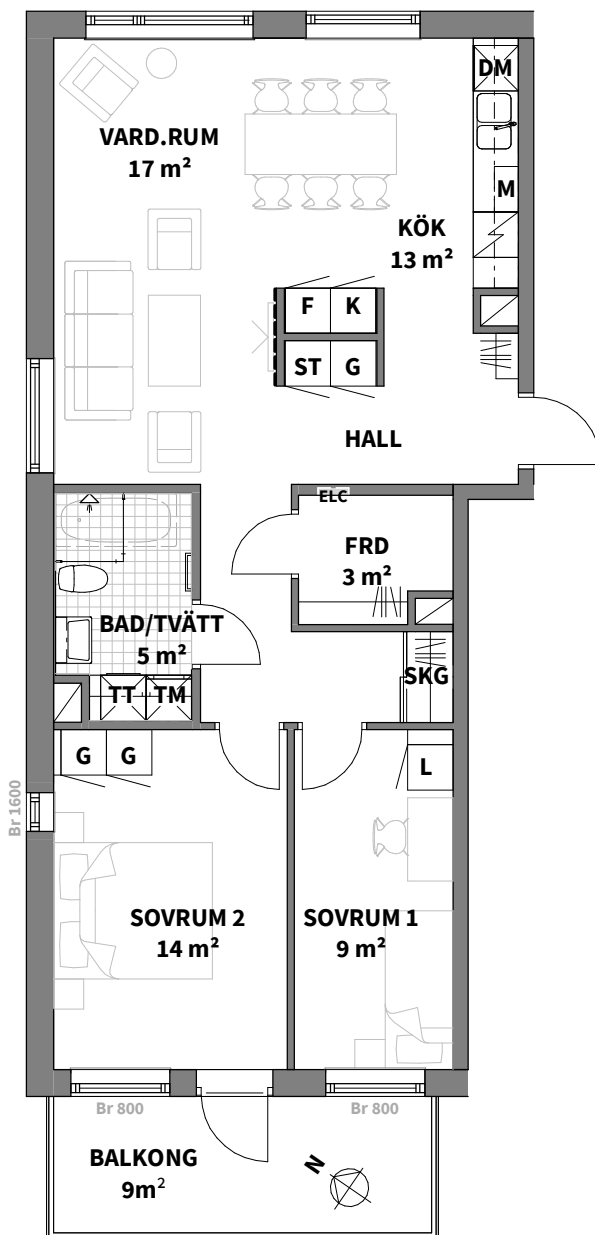 DM
VARD.RUM
17 m²
M
KÖK
13 m²
F K
ST G
HALL
ELC
FRD
3 m²
BAD/TVÄTT
5 m²
SKG
TT TM
G G
L
Br 1600
SOVRUM 2
14 m²
SOVRUM 1
9 m²
Br 800
Br 800
BALKONG
9m²
N